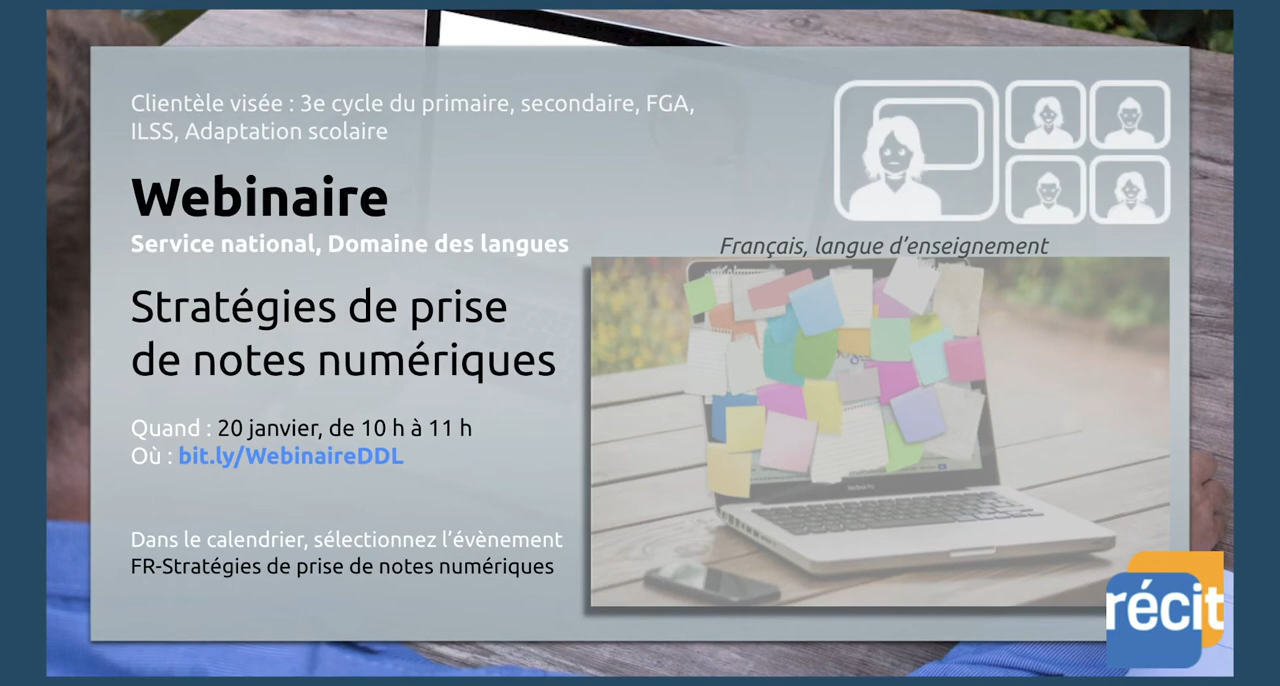 Clientèle visée : 3e cycle du primaire, secondaire, FGA,
ILSS, Adaptation scolaire
Webinaire
Service national, Domaine des langues
Français, langue d’enseignement
Stratégies de prise
de notes numériques
Quand : 20 janvier, de 10 h à 11 h
Où : bit.ly/WebinaireDDL
Dans le calendrier, sélectionnez l’évènement
FR-Stratégies de prise de notes numériques
MacBook Pro
récit